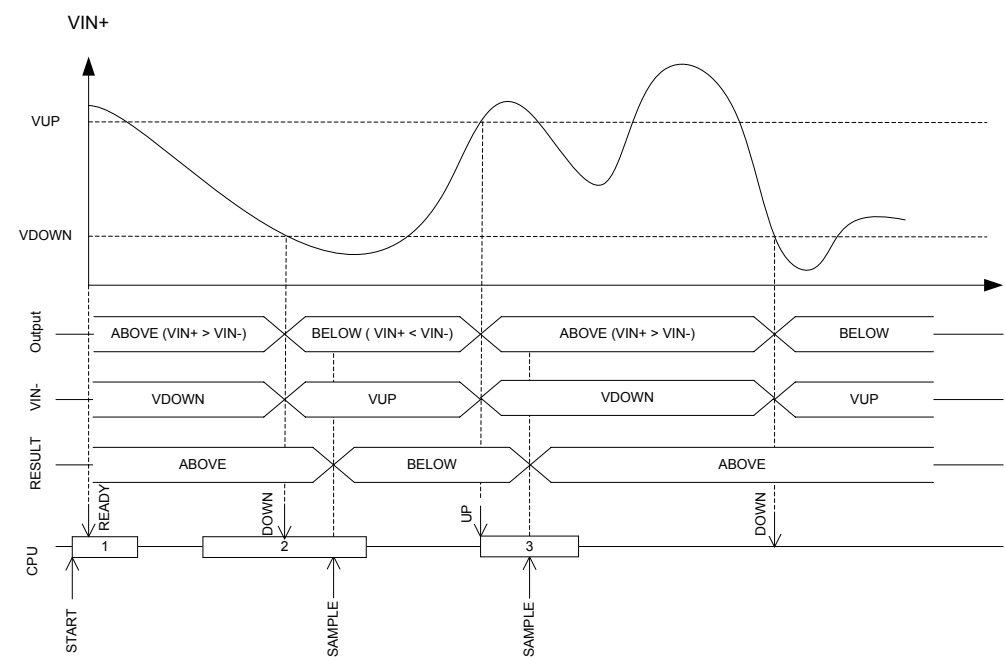 VIN+
VUP
VDOWN
Output
ABOVE (VIN+ > VIN-)
BELOW ( VIN+ < VIN-)
ABOVE (VIN+ > VIN-)
BELOW
VIN-
VDOWN
VUP
VDOWN
VUP
RESULT
ABOVE
BELOW
ABOVE
READY
DOWN
UP
DOWN
CPU
1
2
3
START
SAMPLE
SAMPLE